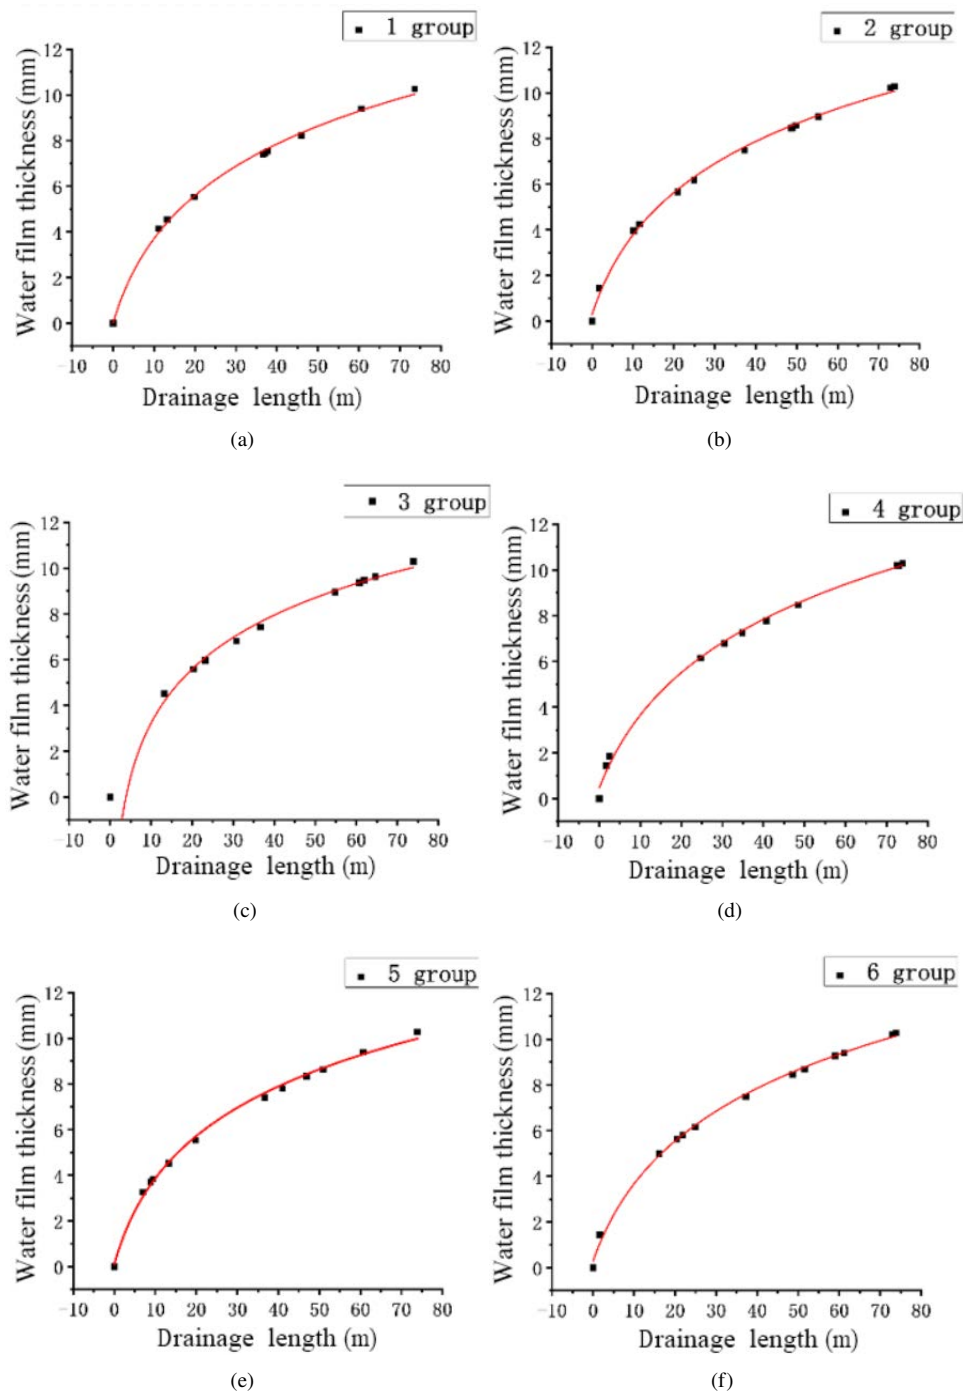 1 group
2 group
12
10
8
6
4
2
0
Water film thickness (mm)
-10 0 10 20 30 40 50 60 70 80
Drainage length (m)
(a)
12
10
8
6
4
2
0
Water film thickness (mm)
-10 0 10 20 30 40 50 60 70 80
Drainage length (m)
(b)
3 group
4 group
12
10
8
6
4
2
0
Water film thickness (mm)
-10 0 10 20 30 40 50 60 70 80
Drainage length (m)
(c)
12
10
8
6
4
2
0
Water film thickness (mm)
-10 0 10 20 30 40 50 60 70 80
Drainage length (m)
(d)
5 group
6 group
12
10
8
6
4
2
0
Water film thickness (mm)
-10 0 10 20 30 40 50 60 70 80
Drainage length (m)
(e)
12
10
8
6
4
2
0
Water film thickness (mm)
-10 0 10 20 30 40 50 60 70 80
Drainage length (m)
(f)